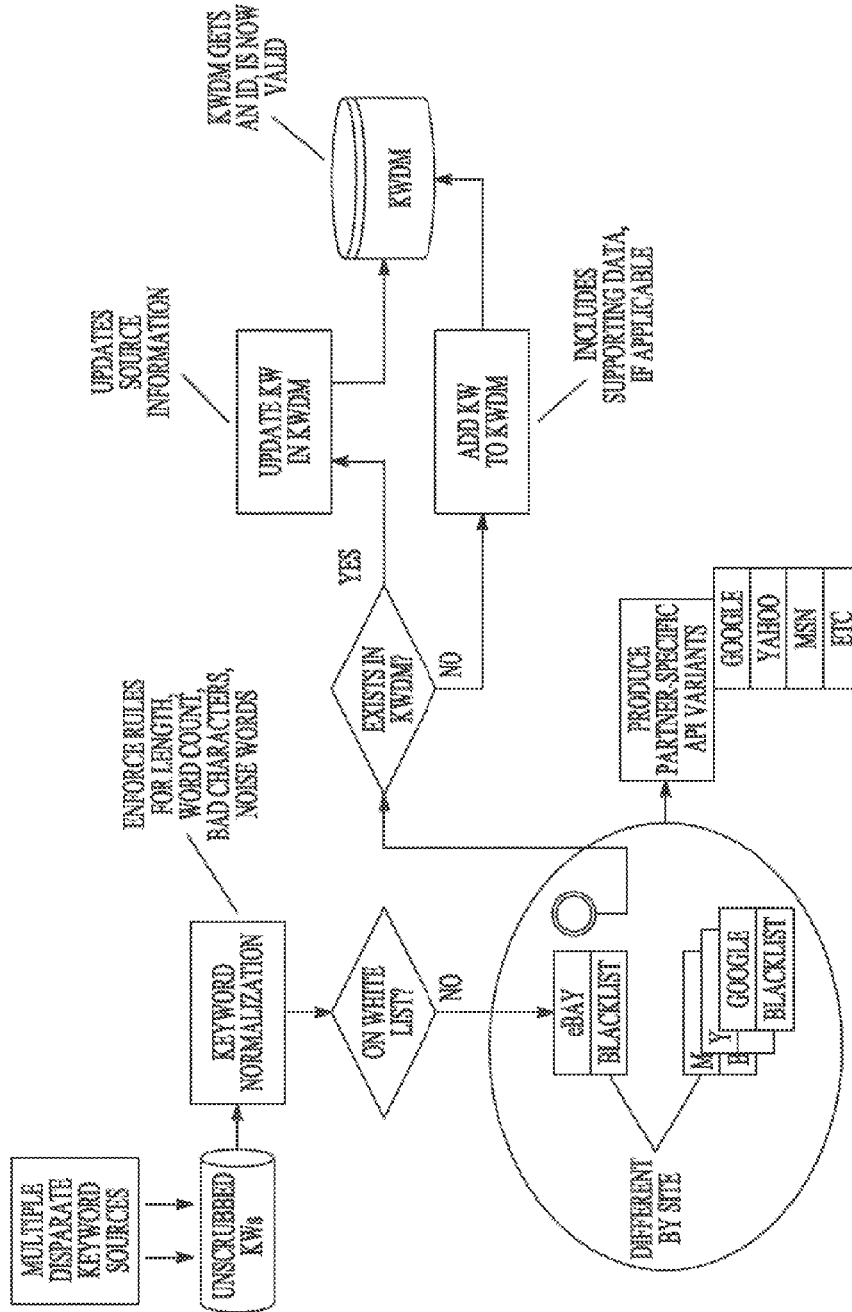 MULTIPLE
DISPARATE
KEYWORD
SOURCES
UNSCRUBBED
KWs
KEYWORD
NORMALIZATION
ENFORCE RULES
FOR LENGTH,
WORD COUNT,
BAD CHARACTERS,
NOISE WORDS
ON WHITE
LIST?
NO
eBAY
BLACKLIST
M
B
Y
GOOGLE
BLACKLIST
DIFFERENT
BY SITE
PRODUCE
PARTNER-SPECIFIC
API VARIANTS
GOOGLE
YAHOO
MSN
ETC
EXISTS IN
KWDM?
YES
NO
UPDATE KW
IN KWDM
UPDATES
SOURCE
INFORMATION
ADD KW
TO KWDM
INCLUDES
SUPPORTING DATA,
IF APPLICABLE
KWDM
KWDM GETS
AN ID, IS NOW
VALID